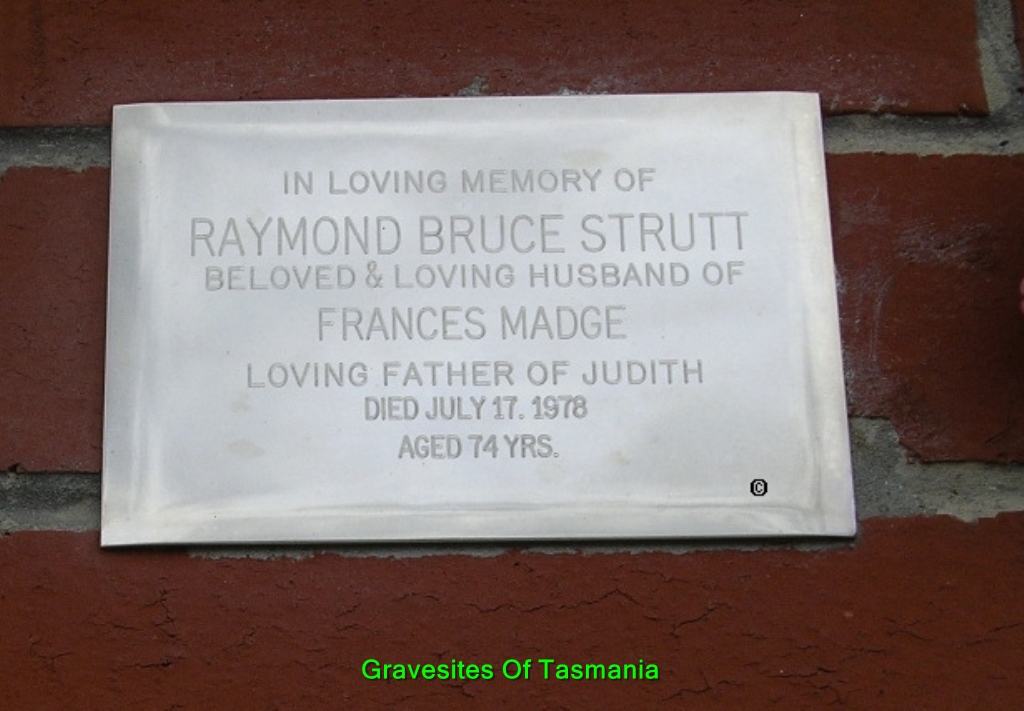 IN LOVING MEMORY OF
RAYMOND BRUCE STRUTT
BELOVED & LOVING HUSBAND OF
FRANCES MADGE
LOVING FATHER OF JUDITH
DIED JULY 17. 1978
AGED 74 YRS.
©
Gravesites Of Tasmania